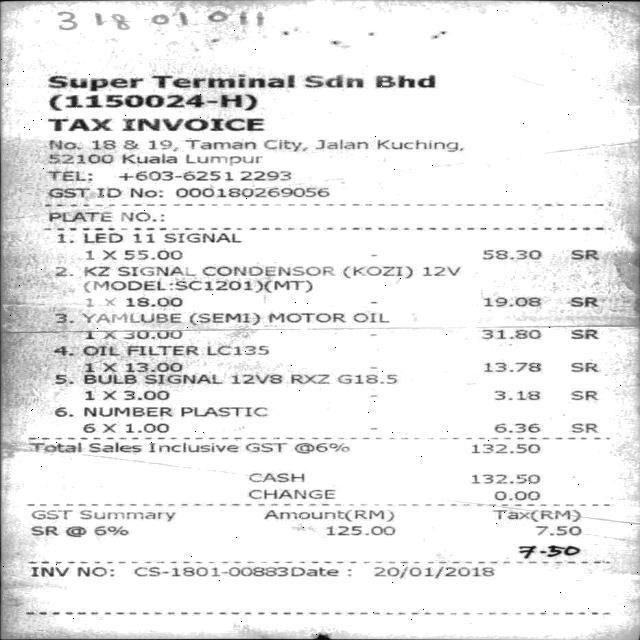 3 18 01 011
Super Terminal Sdn Bhd
(1150024-H)
TAX INVOICE
No. 18 & 19, Taman City, Jalan Kuching,
52100 Kuala Lumpur
TEL: +603-6251 2293
GST ID No: 000180269056
PLATE NO.:
1. LED 11 SIGNAL
1 X 55.00 - 58.30 SR
2. KZ SIGNAL CONDENSOR (KOZI) 12V
(MODEL:SC1201)(MT)
1 X 18.00 - 19.08 SR
3. YAMLUBE (SEMI) MOTOR OIL
1 X 30.00 - 31.80 SR
4. OIL FILTER LC135
1 X 13.00 - 13.78 SR
5. BULB SIGNAL 12V8 RXZ G18.5
1 X 3.00 - 3.18 SR
6. NUMBER PLASTIC
6 X 1.00 - 6.36 SR
Total Sales Inclusive GST @6% 132.50
CASH 132.50
CHANGE 0.00
GST Summary Amount(RM) Tax(RM)
SR @ 6% 125.00 7.50
7-50
INV NO: CS-1801-00883Date : 20/01/2018